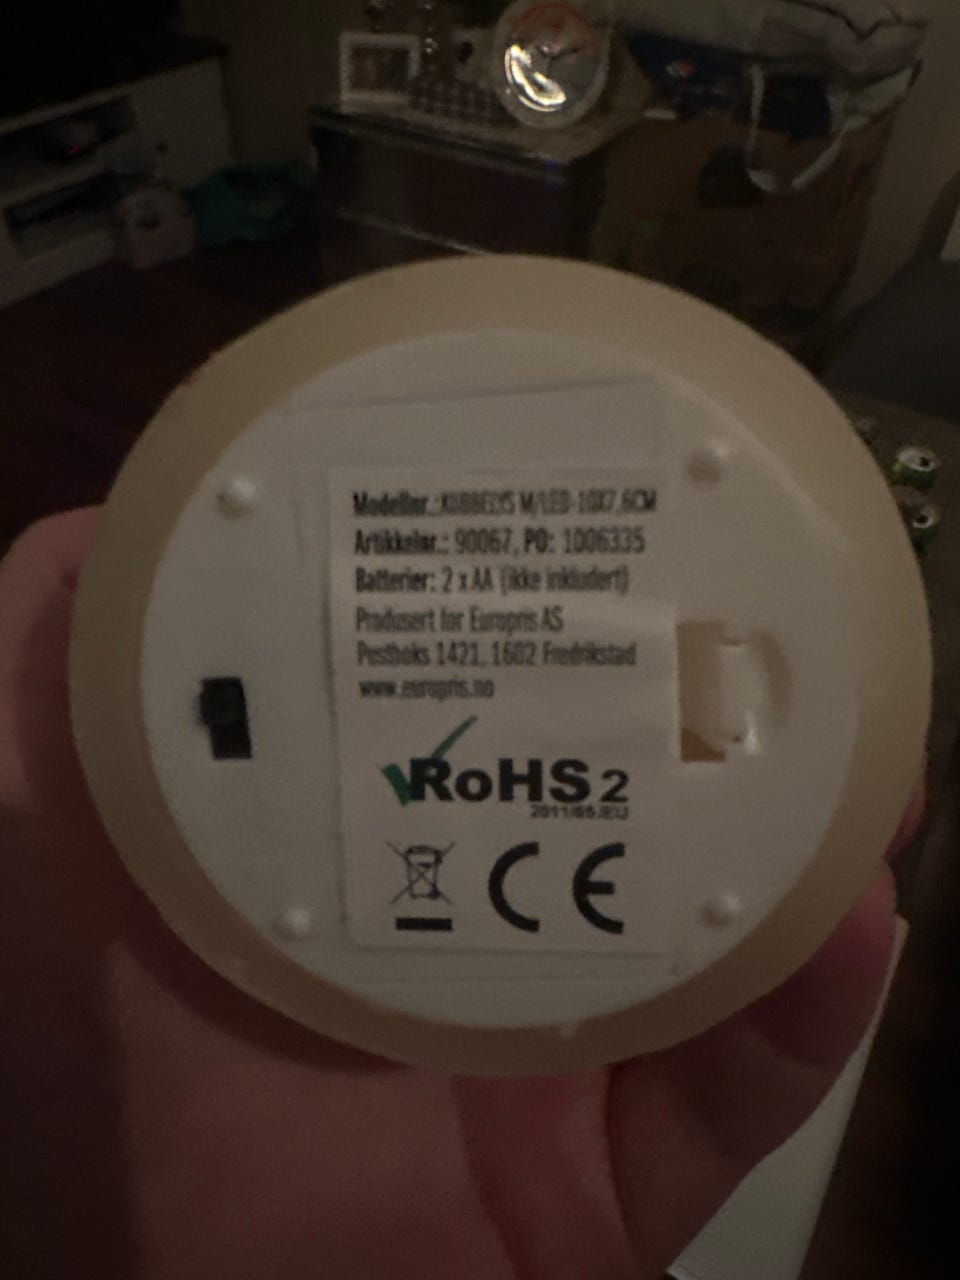 Modellnr.: KUBBELYS M/LED-10X7,6CM
Artikkelnr.: 90067, PO: 1006335
Batterier: 2 x AA (ikke inkludert)
Produsert for Europris AS
Postboks 1421, 1602 Fredrikstad
www.europris.no
RoHS 2
2011/65/EU
CE